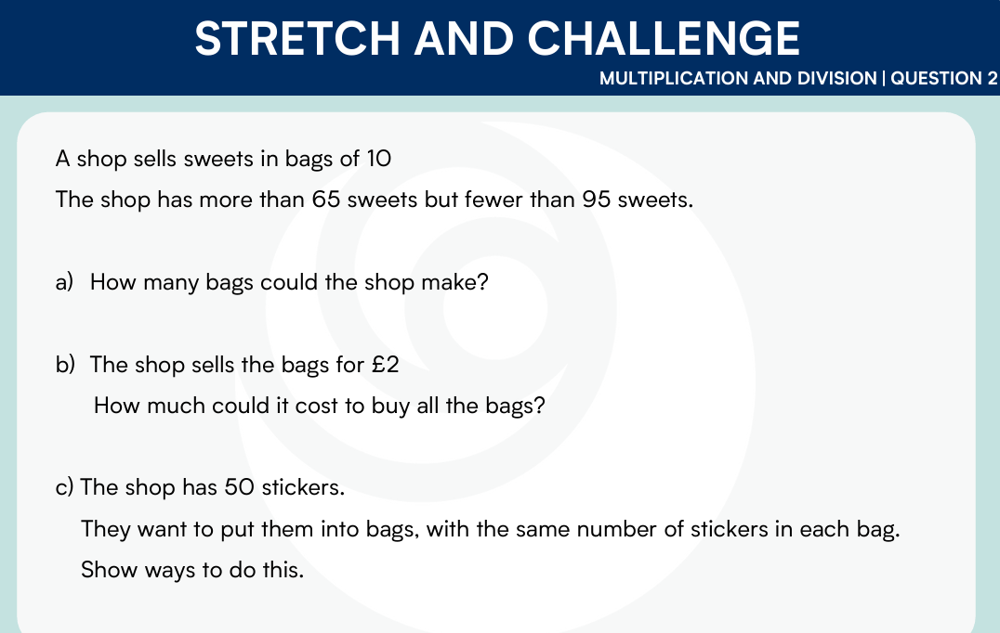 STRETCH AND CHALLENGE
MULTIPLICATION AND DIVISION | QUESTION 2
A shop sells sweets in bags of 10
The shop has more than 65 sweets but fewer than 95 sweets.
a) How many bags could the shop make?
b) The shop sells the bags for £2
How much could it cost to buy all the bags?
c) The shop has 50 stickers.
They want to put them into bags, with the same number of stickers in each bag.
Show ways to do this.